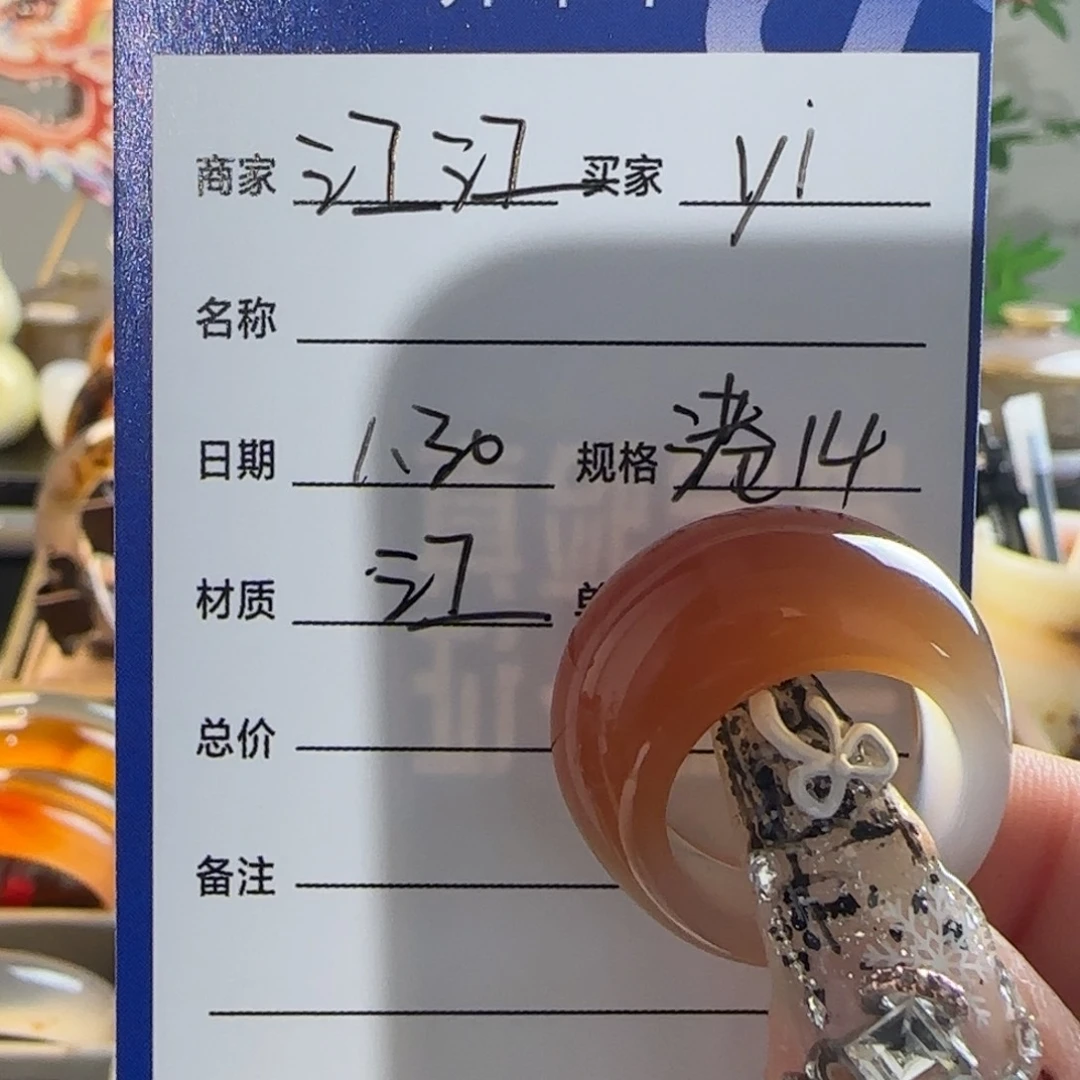 商家 江江 买家 yi
名称
日期 1.30 规格 港14
材质 江
总价
备注